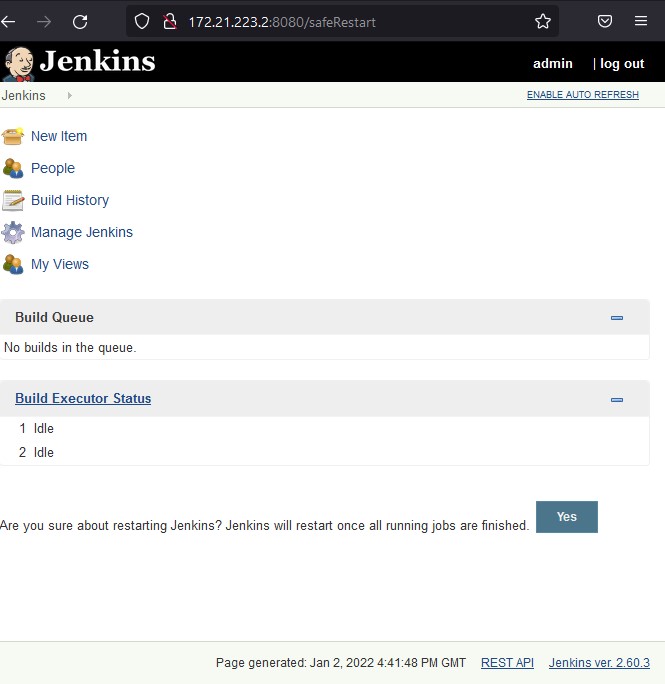 172.21.223.2:8080/safeRestart
Jenkins
admin | log out
Jenkins ENABLE AUTO REFRESH
New Item
People
Build History
Manage Jenkins
My Views
Build Queue
No builds in the queue.
Build Executor Status
1 Idle
2 Idle
Are you sure about restarting Jenkins? Jenkins will restart once all running jobs are finished. Yes
Page generated: Jan 2, 2022 4:41:48 PM GMT REST API Jenkins ver. 2.60.3